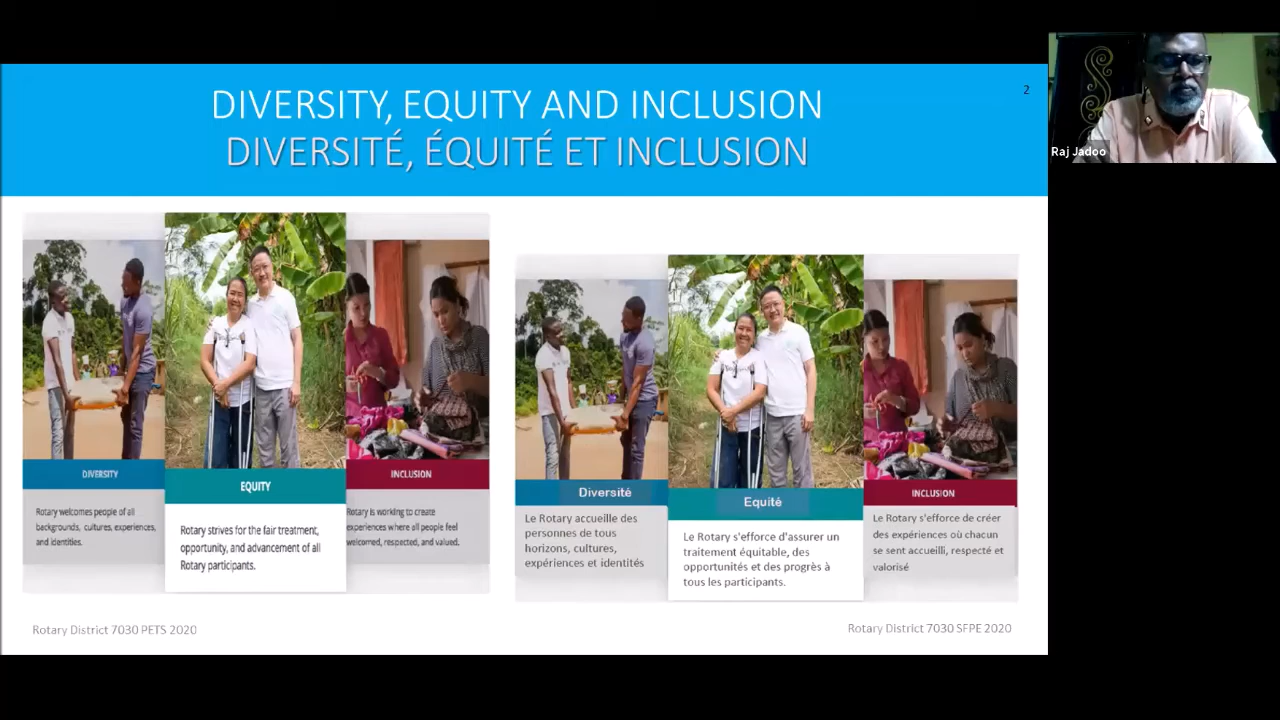 DIVERSITY, EQUITY AND INCLUSION
DIVERSITÉ, ÉQUITÉ ET INCLUSION
2
Raj Jadoo
DIVERSITY
Rotary welcomes people of all
backgrounds, cultures, experiences,
and identities.
EQUITY
Rotary strives for the fair treatment,
opportunity, and advancement of all
Rotary participants.
INCLUSION
Rotary is working to create
experiences where all people feel
welcomed, respected, and valued.
Diversité
Le Rotary accueille des
personnes de tous
horizons, cultures,
expériences et identités
Equité
Le Rotary s'efforce d'assurer un
traitement équitable, des
opportunités et des progrès à
tous les participants.
INCLUSION
Le Rotary s'efforce de créer
des expériences où chacun
se sent accueilli, respecté et
valorisé
Rotary District 7030 PETS 2020
Rotary District 7030 SFPE 2020